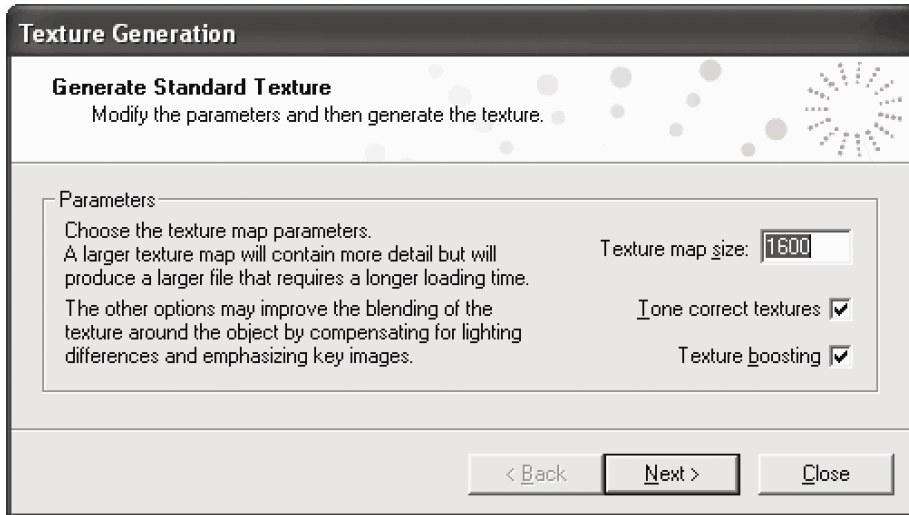 Texture Generation
Generate Standard Texture
Modify the parameters and then generate the texture.
Parameters
Choose the texture map parameters.
A larger texture map will contain more detail but will
produce a larger file that requires a longer loading time.
The other options may improve the blending of the
texture around the object by compensating for lighting
differences and emphasizing key images.
Texture map size: 1600
Tone correct textures
Texture boosting
< Back
Next >
Close